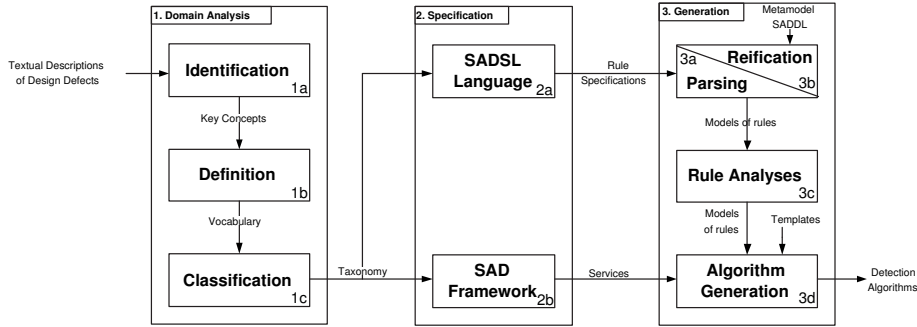 1. Domain Analysis
2. Specification
3. Generation
Metamodel
SADDL
Textual Descriptions
of Design Defects
Identification
1a
SADSL
Language
2a
Rule
Specifications
3a
Reification
Parsing
3b
Key Concepts
Models of rules
Definition
1b
Rule Analyses
3c
Vocabulary
Models
of rules
Templates
Classification
1c
Taxonomy
SAD
Framework
2b
Services
Algorithm
Generation
3d
Detection
Algorithms